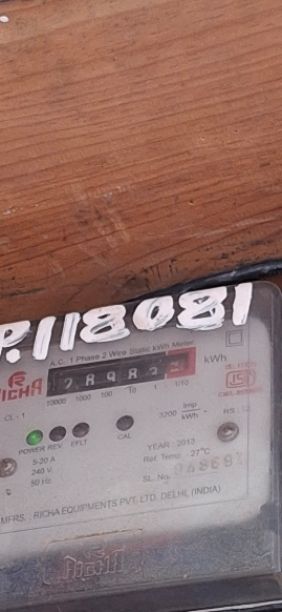 P.118081
A.C. 1 Phase 2 Wire Static kWh Meter
RICHA
kWh
10000 1000 100 10 1 1/10
CL - 1
3200 Imp/kWh
POWER REV. EFLT CAL
5-20 A
240 V.
50 Hz
YEAR : 2013
Ref. Temp. : 27°C
SL. No.
MFRS. : RICHA EQUIPMENTS PVT. LTD. DELHI, (INDIA)